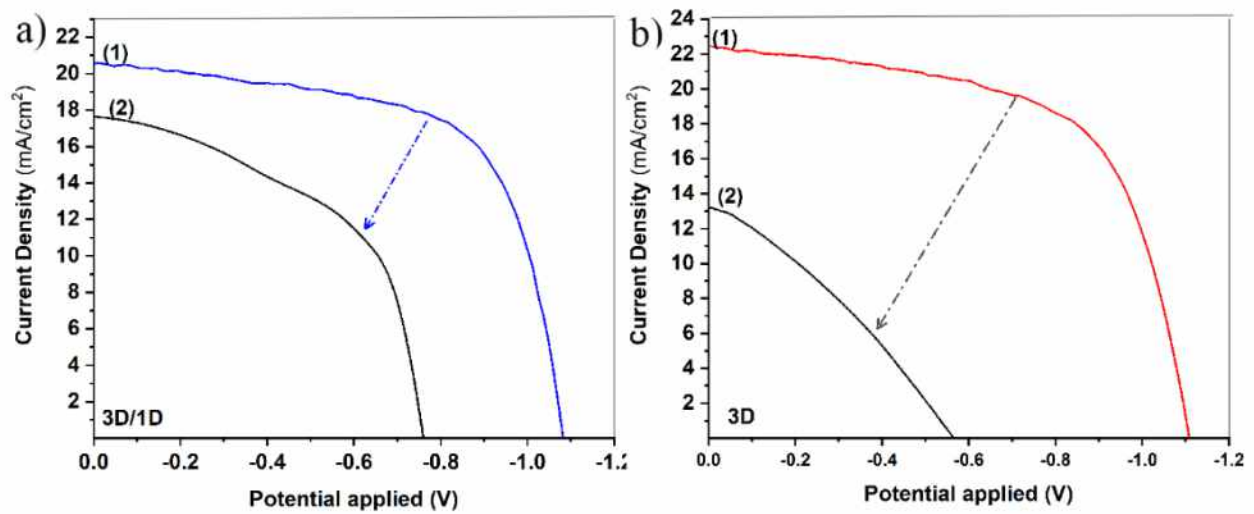 a)
(1)
(2)
22
20
18
16
14
12
10
8
6
4
2
Current Density (mA/cm²)
3D/1D
0.0 -0.2 -0.4 -0.6 -0.8 -1.0 -1.2
Potential applied (V)
b)
(1)
(2)
24
22
20
18
16
14
12
10
8
6
4
2
Current Density (mA/cm²)
3D
0.0 -0.2 -0.4 -0.6 -0.8 -1.0 -1.2
Potential applied (V)